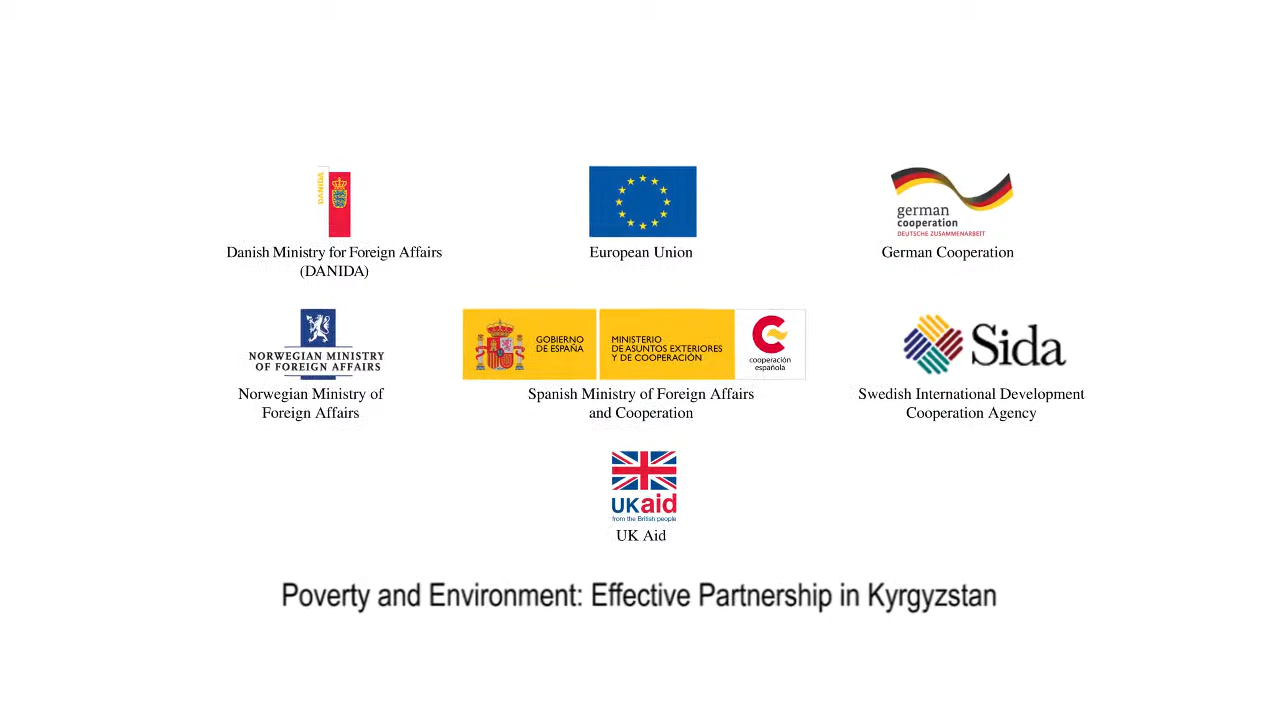 DANIDA
Danish Ministry for Foreign Affairs
(DANIDA)
European Union
german
cooperation
DEUTSCHE ZUSAMMENARBEIT
German Cooperation
NORWEGIAN MINISTRY
OF FOREIGN AFFAIRS
Norwegian Ministry of
Foreign Affairs
GOBIERNO
DE ESPAÑA
MINISTERIO
DE ASUNTOS EXTERIORES
Y DE COOPERACIÓN
cooperación
española
Spanish Ministry of Foreign Affairs
and Cooperation
Sida
Swedish International Development
Cooperation Agency
UKaid
from the British people
UK Aid
Poverty and Environment: Effective Partnership in Kyrgyzstan